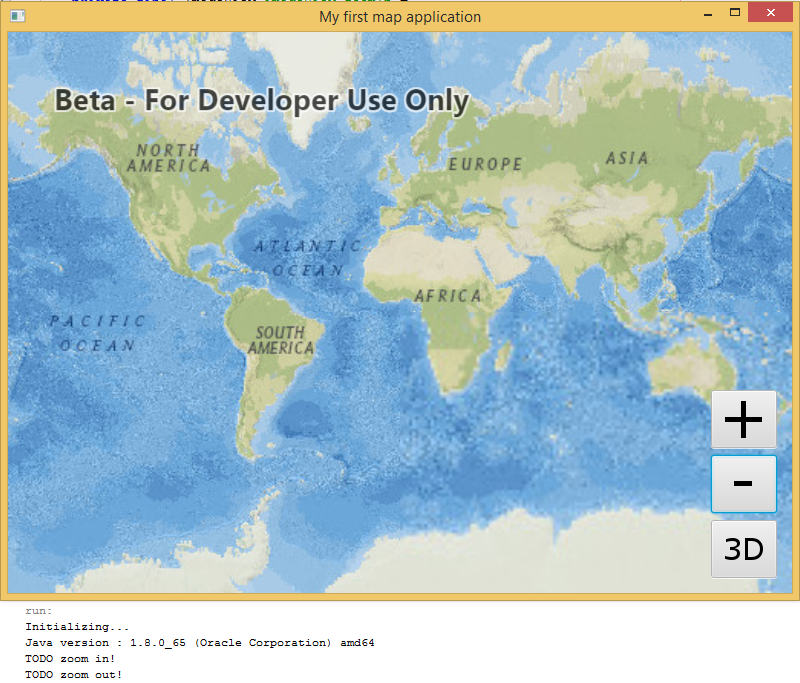 My first map application
Beta - For Developer Use Only
NORTH
AMERICA
EUROPE
ASIA
ATLANTIC
OCEAN
AFRICA
PACIFIC
OCEAN
SOUTH
AMERICA
+
-
3D
run:
Initializing...
Java version : 1.8.0_65 (Oracle Corporation) amd64
TODO zoom in!
TODO zoom out!